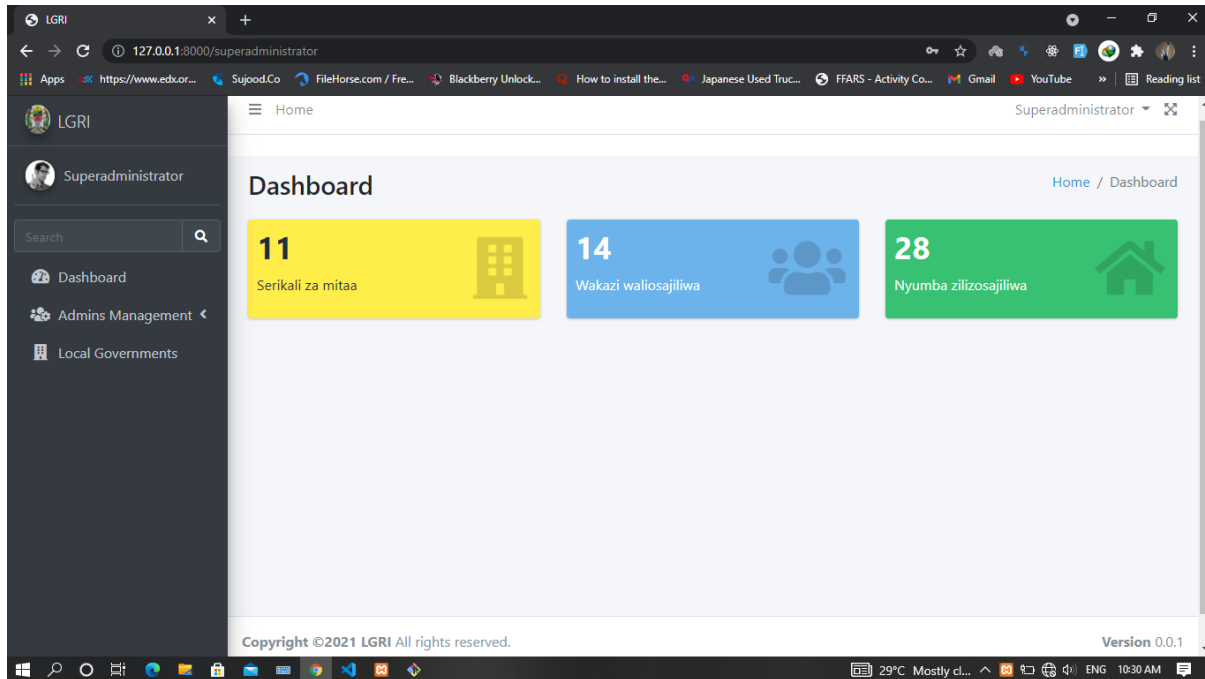 LGRI
127.0.0.1:8000/superadministrator
Apps https://www.edx.or... Sujood.Co FileHorse.com / Fre... Blackberry Unlock... How to install the... Japanese Used Truc... FFARS - Activity Co... Gmail YouTube » Reading list
LGRI
Home
Superadministrator
Superadministrator
Search
Dashboard
Admins Management
Local Governments
Dashboard
Home / Dashboard
11
Serikali za mitaa
14
Wakazi waliosajiliwa
28
Nyumba zilizosajiliwa
Copyright ©2021 LGRI All rights reserved.
Version 0.0.1
29°C Mostly cl... ENG 10:30 AM